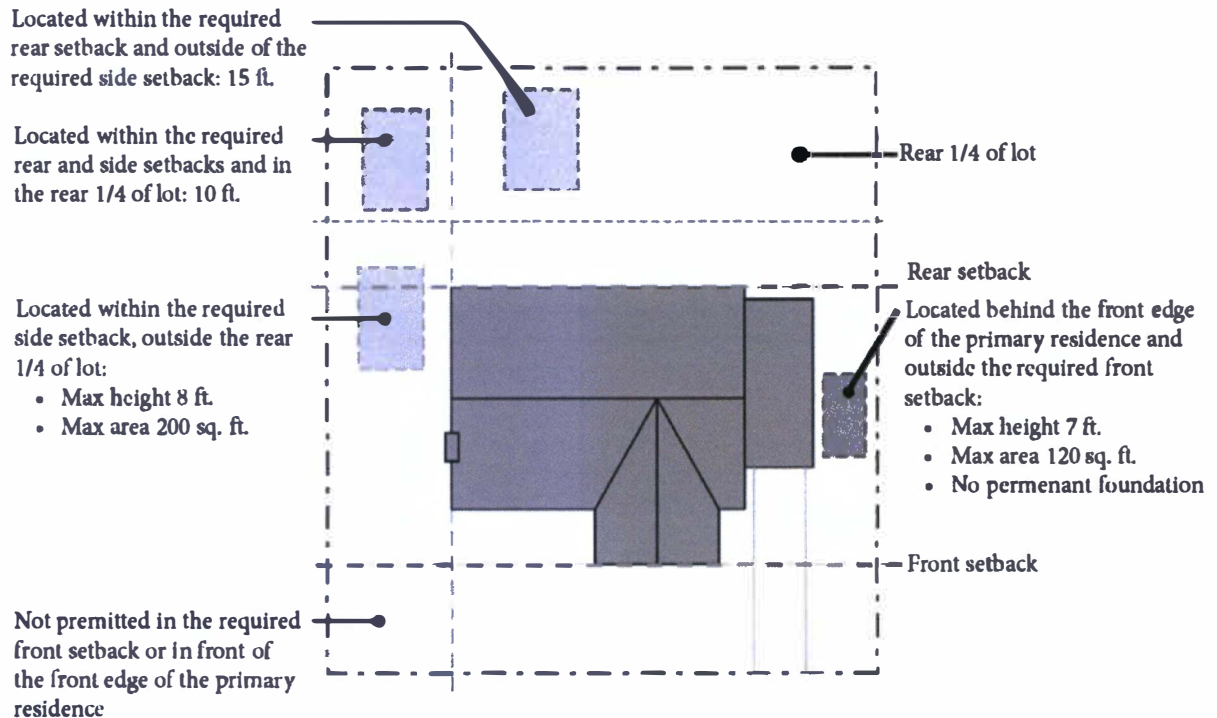 Located within the required
rear setback and outside of the
required side setback: 15 ft.
Located within the required
rear and side setbacks and in
the rear 1/4 of lot: 10 ft.
Rear 1/4 of lot
Located within the required
side setback, outside the rear
1/4 of lot:
• Max height 8 ft.
• Max area 200 sq. ft.
Rear setback
Located behind the front edge
of the primary residence and
outside the required front
setback:
• Max height 7 ft.
• Max area 120 sq. ft.
• No permenant foundation
Front setback
Not premitted in the required
front setback or in front of
the front edge of the primary
residence